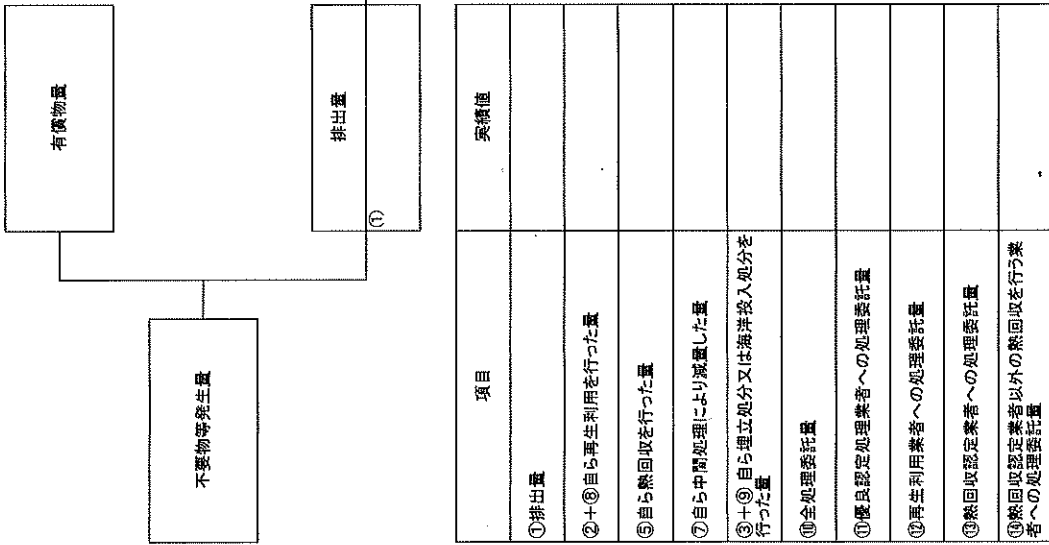 有償物量
不要物等発生量
排出量
①
項目
実績値
①排出量
②+⑧自ら再生利用を行った量
⑤自ら熱回収を行った量
⑦自ら中間処理により減量した量
③+⑨ 自ら埋立処分又は海洋投入処分を
行った量
⑩全処理委託量
⑪優良認定処理業者への処理委託量
⑫再生利用業者への処理委託量
⑬熱回収認定業者への処理委託量
⑭熱回収認定業者以外の熱回収を行う業
者への処理委託量